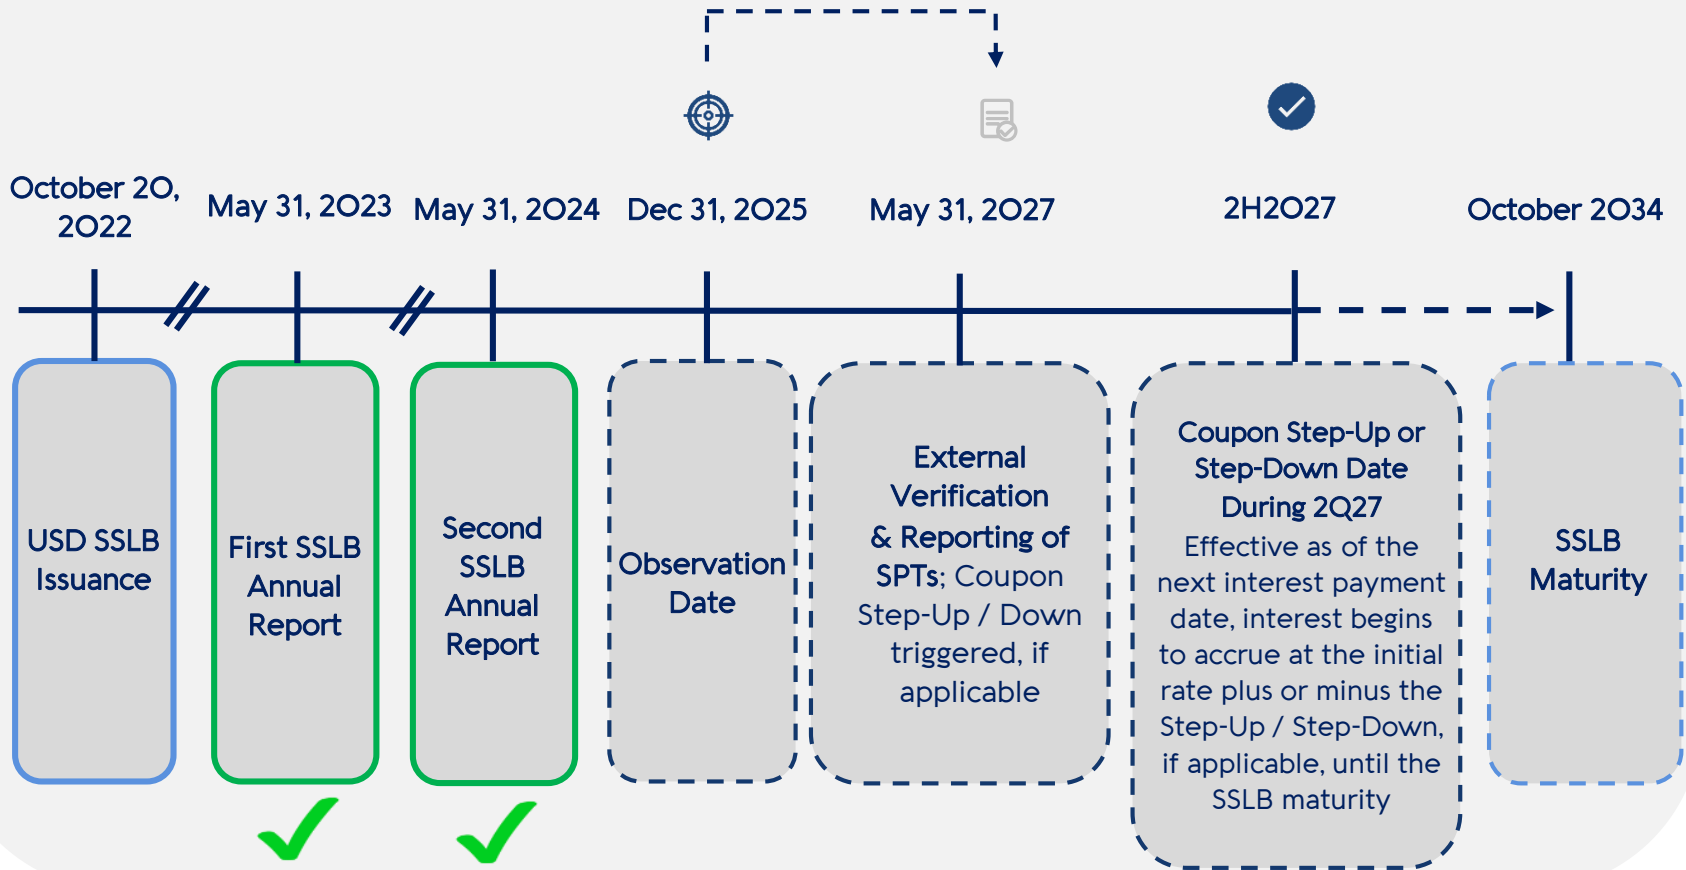 October 20,
2022
May 31, 2023
May 31, 2024
Dec 31, 2025
May 31, 2027
2H2027
October 2034
USD SSLB
Issuance
First SSLB
Annual
Report
Second
SSLB
Annual
Report
Observation
Date
External
Verification
& Reporting of
SPTs; Coupon
Step-Up / Down
triggered, if
applicable
Coupon Step-Up or
Step-Down Date
During 2Q27
Effective as of the
next interest payment
date, interest begins
to accrue at the initial
rate plus or minus the
Step-Up / Step-Down,
if applicable, until the
SSLB maturity
SSLB
Maturity